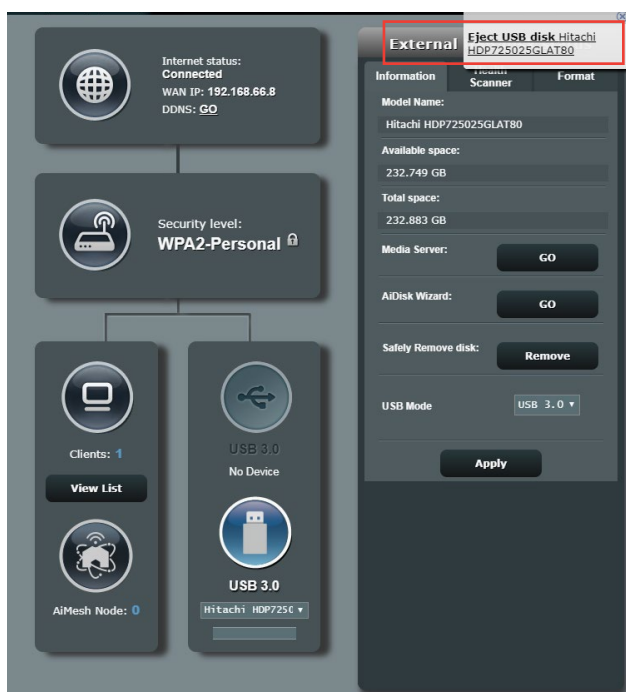 Internet status:
Connected
WAN IP: 192.168.66.8
DDNS: GO
Security level:
WPA2-Personal
Clients: 1
View List
AiMesh Node: 0
USB 3.0
No Device
USB 3.0
Hitachi HDP725C
External
Eject USB disk Hitachi
HDP725025GLAT80
Information
Health
Scanner
Format
Model Name:
Hitachi HDP725025GLAT80
Available space:
232.749 GB
Total space:
232.883 GB
Media Server:
GO
AiDisk Wizard:
GO
Safely Remove disk:
Remove
USB Mode
USB 3.0
Apply